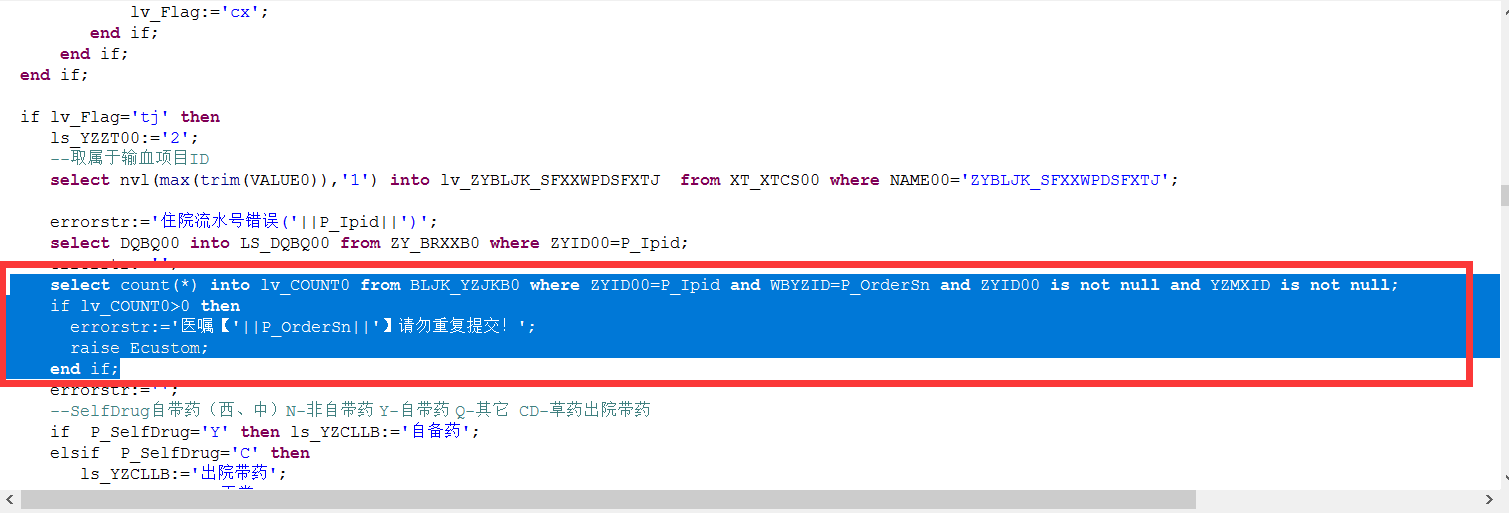 lv_Flag:='cx';
end if;
end if;
end if;
if lv_Flag='tj' then
ls_YZZT00:='2';
--取属于输血项目ID
select nvl(max(trim(VALUE0)),'1') into lv_ZYBLJK_SFXXWPDSFXTJ  from XT_XTCS00 where NAME00='ZYBLJK_SFXXWPDSFXTJ';
errorstr:='住院流水号错误('||P_Ipid||')';
select DQBQ00 into LS_DQBQ00 from ZY_BRXXB0 where ZYID00=P_Ipid;
errorstr:='';
select count(*) into lv_COUNT0 from BLJK_YZJKB0 where ZYID00=P_Ipid and WBYZID=P_OrderSn and ZYID00 is not null and YZMXID is not null;
if lv_COUNT0>0 then
errorstr:='医嘱【'||P_OrderSn||'】请勿重复提交！';
raise Ecustom;
end if;
errorstr:='';
--SelfDrug自带药（西、中）N-非自带药 Y-自带药 Q-其它 CD-草药出院带药
if  P_SelfDrug='Y' then ls_YZCLLB:='自备药';
elsif  P_SelfDrug='C' then
ls_YZCLLB:='出院带药';